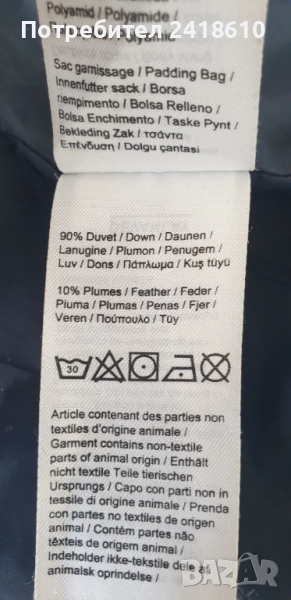 Polyamid / Polyamide /
Потребител 2418610
Sac garnissage / Padding Bag /
Innenfutter sack / Borsa
riempimento / Bolsa Relleno /
Bolsa Enchimento / Taske Pynt /
Bekleding Zak / τσάντα
Επένδυση / Dolgu çantasi
90% Duvet / Down / Daunen /
Lanugine / Plumon / Penugem /
Luv / Dons / Πάπλωμα / Kuş tüyü
10% Plumes / Feather / Feder /
Piuma / Plumas / Penas / Fjer /
Veren / Πούπουλο / Tüy
30
Article contenant des parties non
textiles d'origine animale /
Garment contains non-textile
parts of animal origin / Enthält
nicht textile Teile tierischen
Ursprungs / Capo con parti non in
tessile di origine animale / Prenda
con partes no textiles de origen
animal / Contém partes não
têxteis de origem animal /
Indeholder ikke-tekstile dele af
animalsk oprindelse /
BAZAR